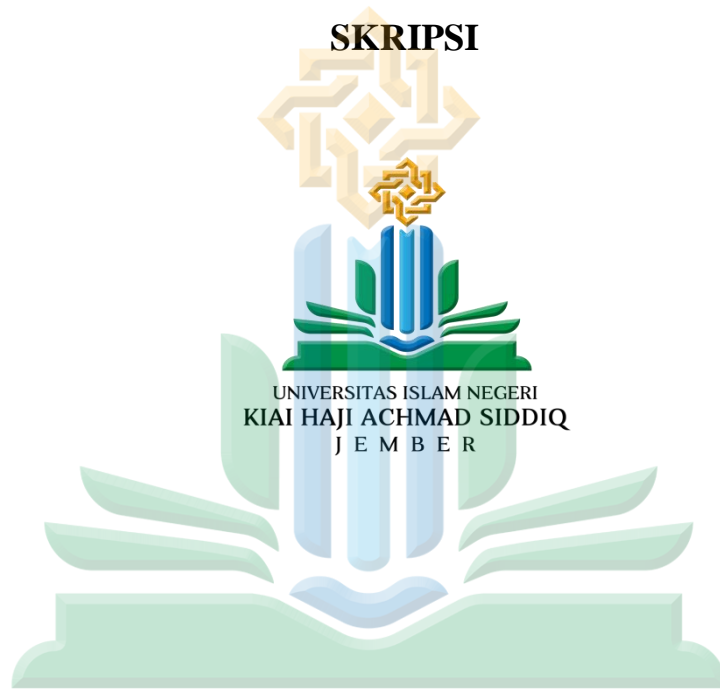 SKRIPSI
UNIVERSITAS ISLAM NEGERI
KIAI HAJI ACHMAD SIDDIQ
J E M B E R